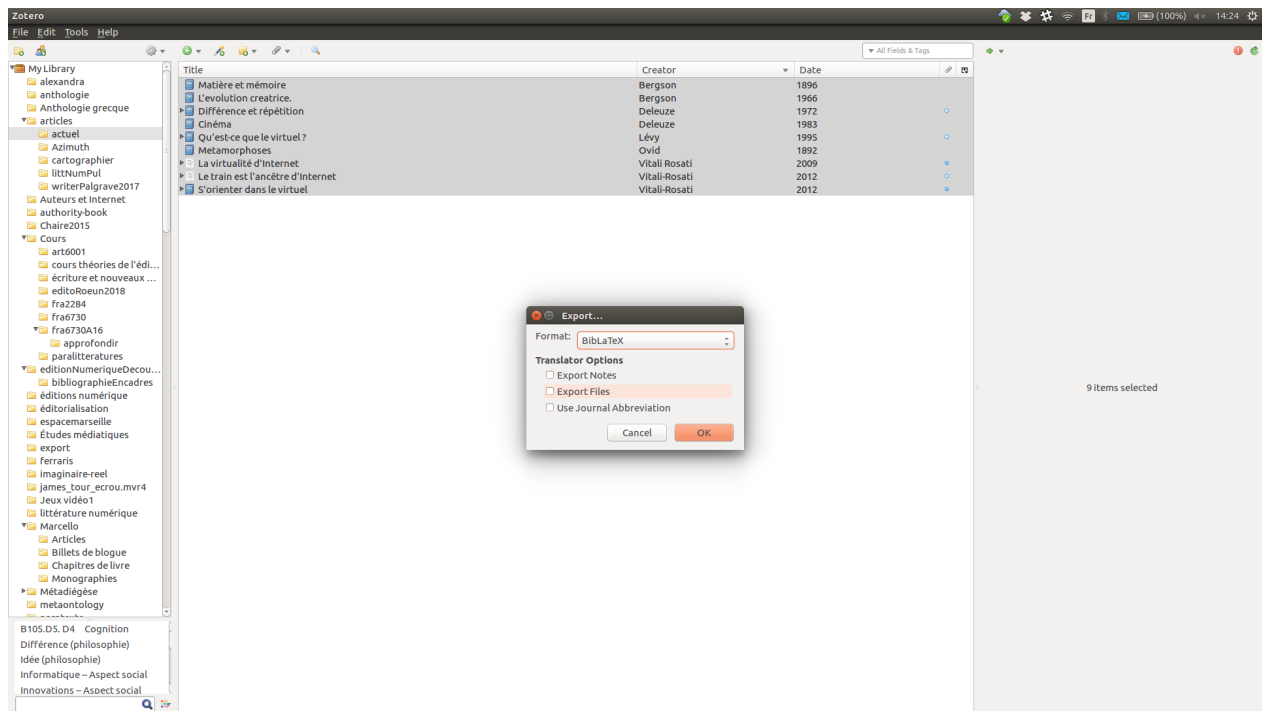 Zotero
Fr
(100%)
14:24
File Edit Tools Help
All Fields & Tags
My Library
alexandra
anthologie
Anthologie grecque
articles
actuel
Azimuth
cartographier
littNumPul
writerPalgrave2017
Auteurs et Internet
authority-book
Chaire2015
Cours
art6001
cours théories de l'édi...
écriture et nouveaux ...
editoRoeun2018
fra2284
fra6730
fra6730A16
approfondir
paralitteratures
editionNumeriqueDecou...
bibliographieEncadres
éditions numérique
éditorialisation
espacemarseille
Études médiatiques
export
ferraris
imaginaire-reel
james_tour_ecrou.mvr4
Jeux vidéo1
littérature numérique
Marcello
Articles
Billets de blogue
Chapitres de livre
Monographies
Métadiégèse
metaontology
B105.D5. D4 Cognition
Différence (philosophie)
Idée (philosophie)
Informatique -- Aspect social
Innovations -- Aspect social
Title Creator Date
Matière et mémoire Bergson 1896
L'evolution creatrice. Bergson 1966
Différence et répétition Deleuze 1972
Cinéma Deleuze 1983
Qu'est-ce que le virtuel ? Lévy 1995
Metamorphoses Ovid 1892
La virtualité d'Internet Vitali Rosati 2009
Le train est l'ancêtre d'Internet Vitali-Rosati 2012
S'orienter dans le virtuel Vitali-Rosati 2012
Export...
Format: BibLaTeX
Translator Options
Export Notes
Export Files
Use Journal Abbreviation
Cancel OK
9 items selected